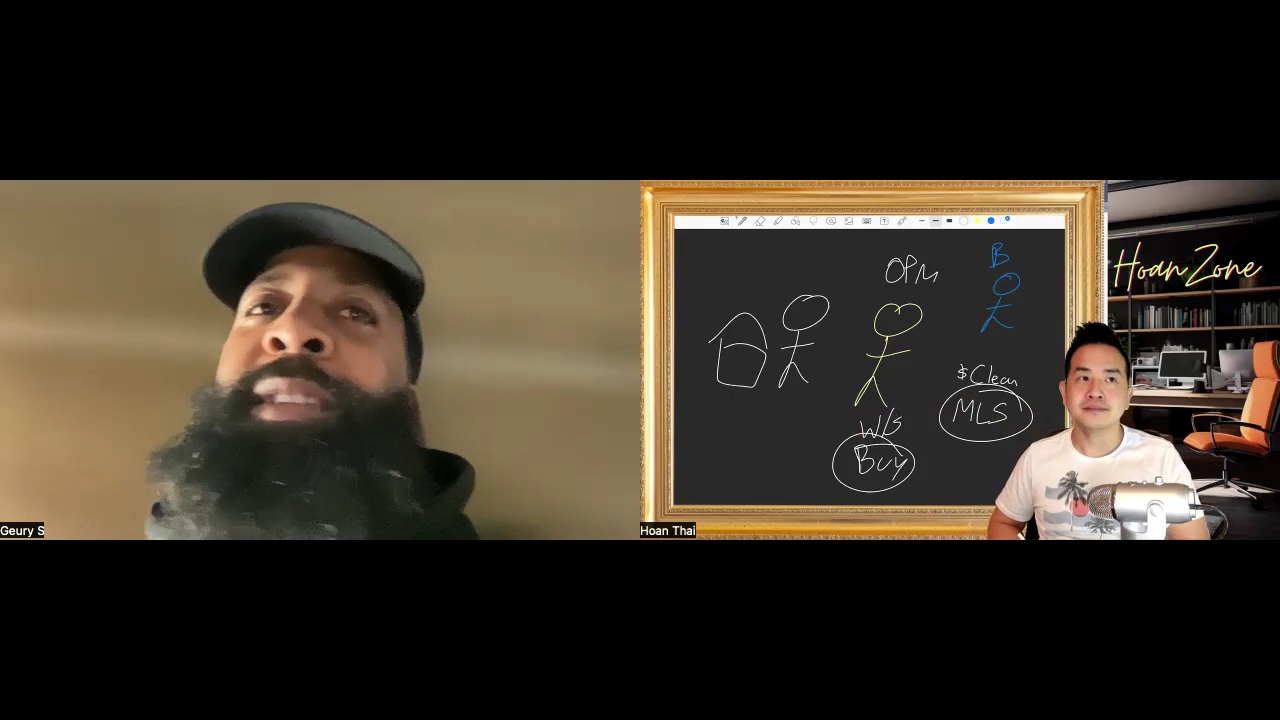 Geury S
OPM
B
$Clean
MLS
W/S
Buy
Hoan Zone
Hoan Thai